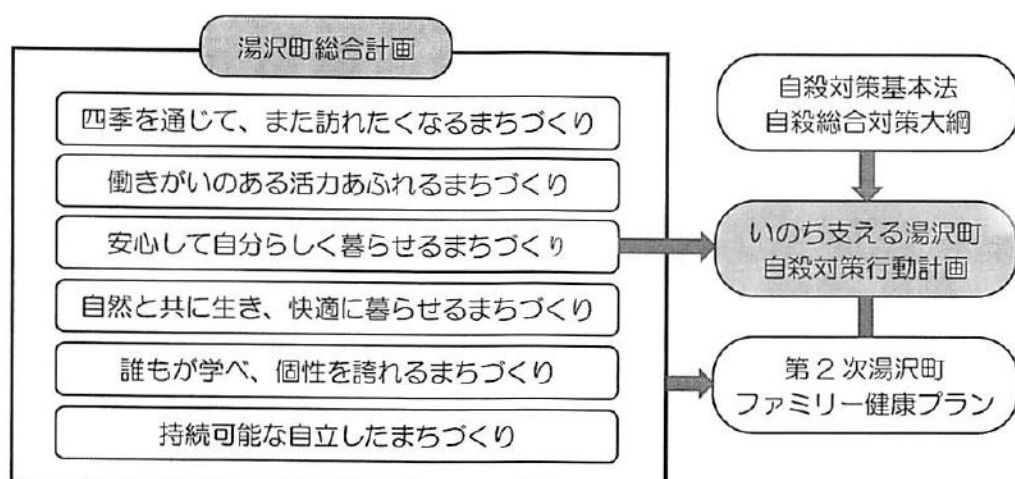 湯沢町総合計画
四季を通じて、また訪れたくなるまちづくり
働きがいのある活力あふれるまちづくり
安心して自分らしく暮らせるまちづくり
自然と共に生き、快適に暮らせるまちづくり
誰もが学べ、個性を誇れるまちづくり
持続可能な自立したまちづくり
自殺対策基本法
自殺総合対策大綱
いのち支える湯沢町
自殺対策行動計画
第2次湯沢町
ファミリー健康プラン